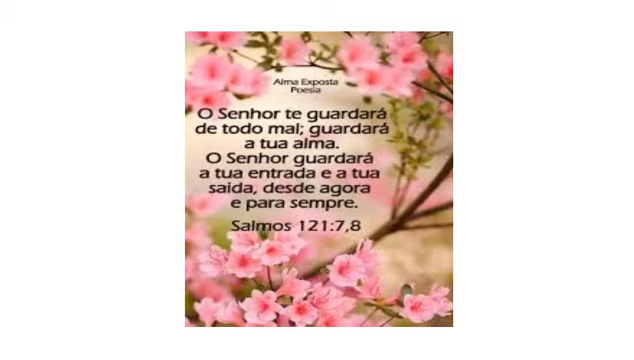 Alma Exposta
Poesia
O Senhor te guardará
de todo mal; guardará
a tua alma.
O Senhor guardará
a tua entrada e a tua
saida, desde agora
e para sempre.
Salmos 121:7,8